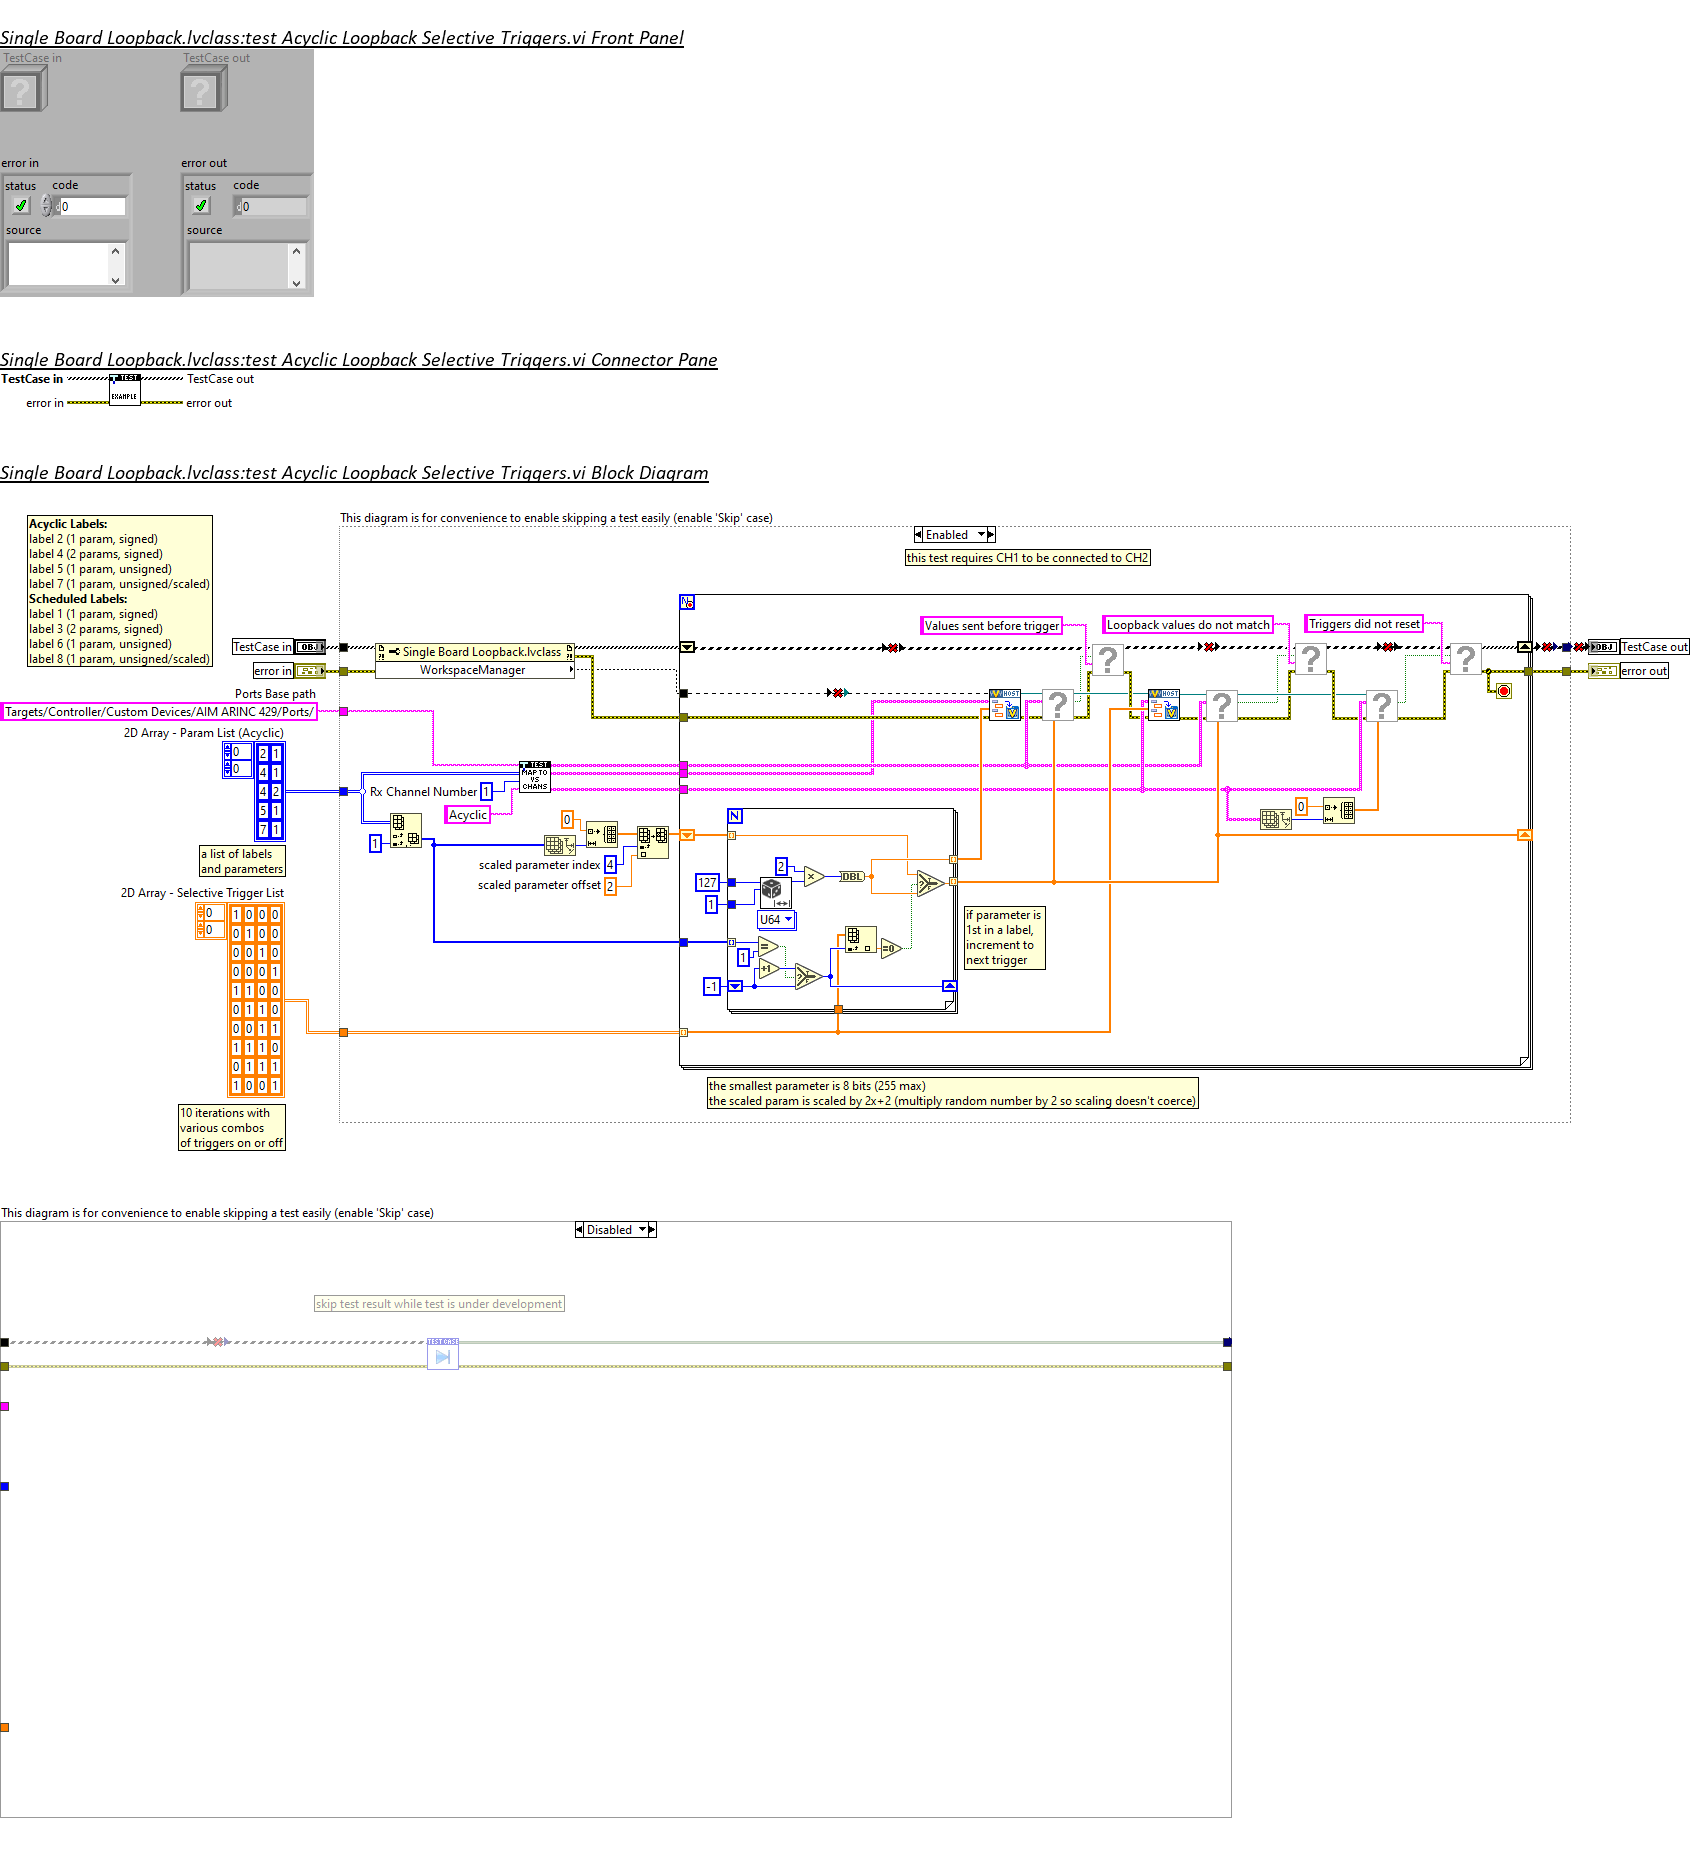 Single Board Loopback.lvclass:test Acyclic Loopback Selective Triggers.vi Front Panel
TestCase in
TestCase out
?
?
error in
error out
status
code
0
source
status
code
0
source
Single Board Loopback.lvclass:test Acyclic Loopback Selective Triggers.vi Connector Pane
TestCase in
TEST
EXAMPLE
TestCase out
error in
error out
Single Board Loopback.lvclass:test Acyclic Loopback Selective Triggers.vi Block Diagram
Acyclic Labels:
label 2 (1 param, signed)
label 4 (2 params, signed)
label 5 (1 param, unsigned)
label 7 (1 param, unsigned/scaled)
Scheduled Labels:
label 1 (1 param, signed)
label 3 (2 params, signed)
label 6 (1 param, unsigned)
label 8 (1 param, unsigned/scaled)
This diagram is for convenience to enable skipping a test easily (enable 'Skip' case)
Enabled
this test requires CH1 to be connected to CH2
N
Values sent before trigger
Loopback values do not match
Triggers did not reset
TestCase in
OBJ
Single Board Loopback.lvclass
WorkspaceManager
error in
OBJ
TestCase out
error out
?
?
?
HOST
?
HOST
?
?
Ports Base path
Targets/Controller/Custom Devices/AIM ARINC 429/Ports/
2D Array - Param List (Acyclic)
0
0
2 1
4 1
4 2
5 1
7 1
a list of labels
and parameters
Rx Channel Number
1
TEST
MAP TO
VS
CHANS
Acyclic
1
0
scaled parameter index
4
scaled parameter offset
2
0
N
2
x
DBL
127
1
U64
=
1
+1
-1
=0
?
T
F
if parameter is
1st in a label,
increment to
next trigger
2D Array - Selective Trigger List
0
0
1 0 0 0
0 1 0 0
0 0 1 0
0 0 0 1
1 1 0 0
0 1 1 0
0 0 1 1
1 1 1 0
0 1 1 1
1 0 0 1
10 iterations with
various combos
of triggers on or off
the smallest parameter is 8 bits (255 max)
the scaled param is scaled by 2x+2 (multiply random number by 2 so scaling doesn't coerce)
This diagram is for convenience to enable skipping a test easily (enable 'Skip' case)
Disabled
skip test result while test is under development
TEST CASE